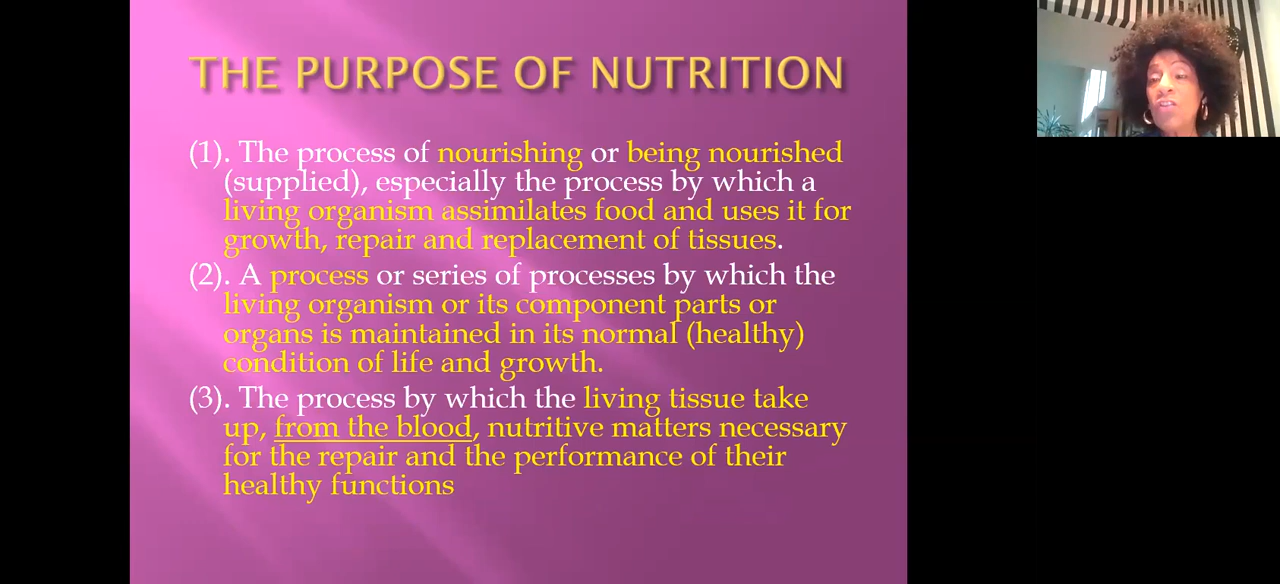 THE PURPOSE OF NUTRITION
(1). The process of nourishing or being nourished
(supplied), especially the process by which a
living organism assimilates food and uses it for
growth, repair and replacement of tissues.
(2). A process or series of processes by which the
living organism or its component parts or
organs is maintained in its normal (healthy)
condition of life and growth.
(3). The process by which the living tissue take
up, from the blood, nutritive matters necessary
for the repair and the performance of their
healthy functions